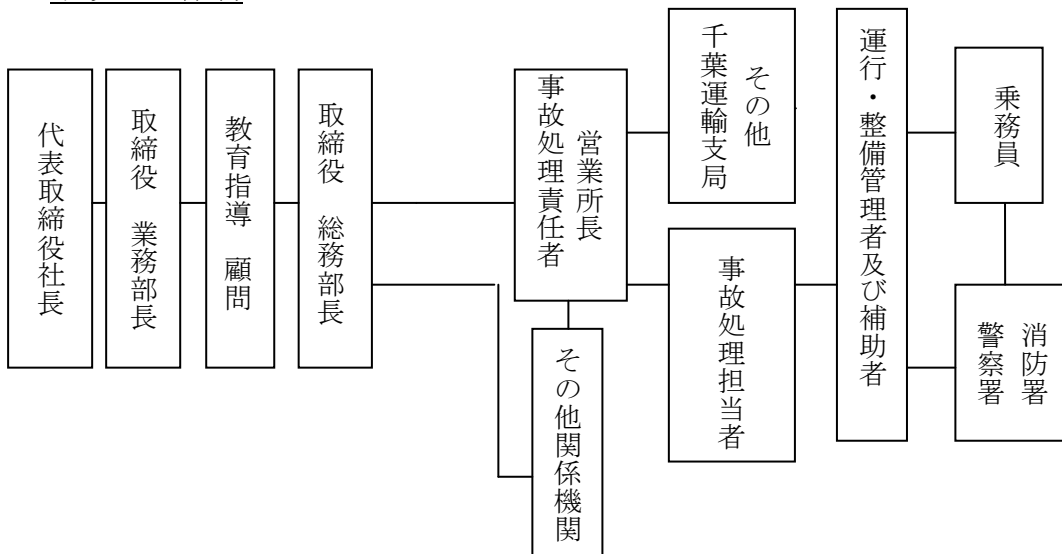 代表取締役社長
取締役 業務部長
教育指導 顧問
取締役 総務部長
営業所長
事故処理責任者
その他関係機関
その他
千葉運輸支局
事故処理担当者
運行・整備管理者及び補助者
乗務員
消防署
警察署